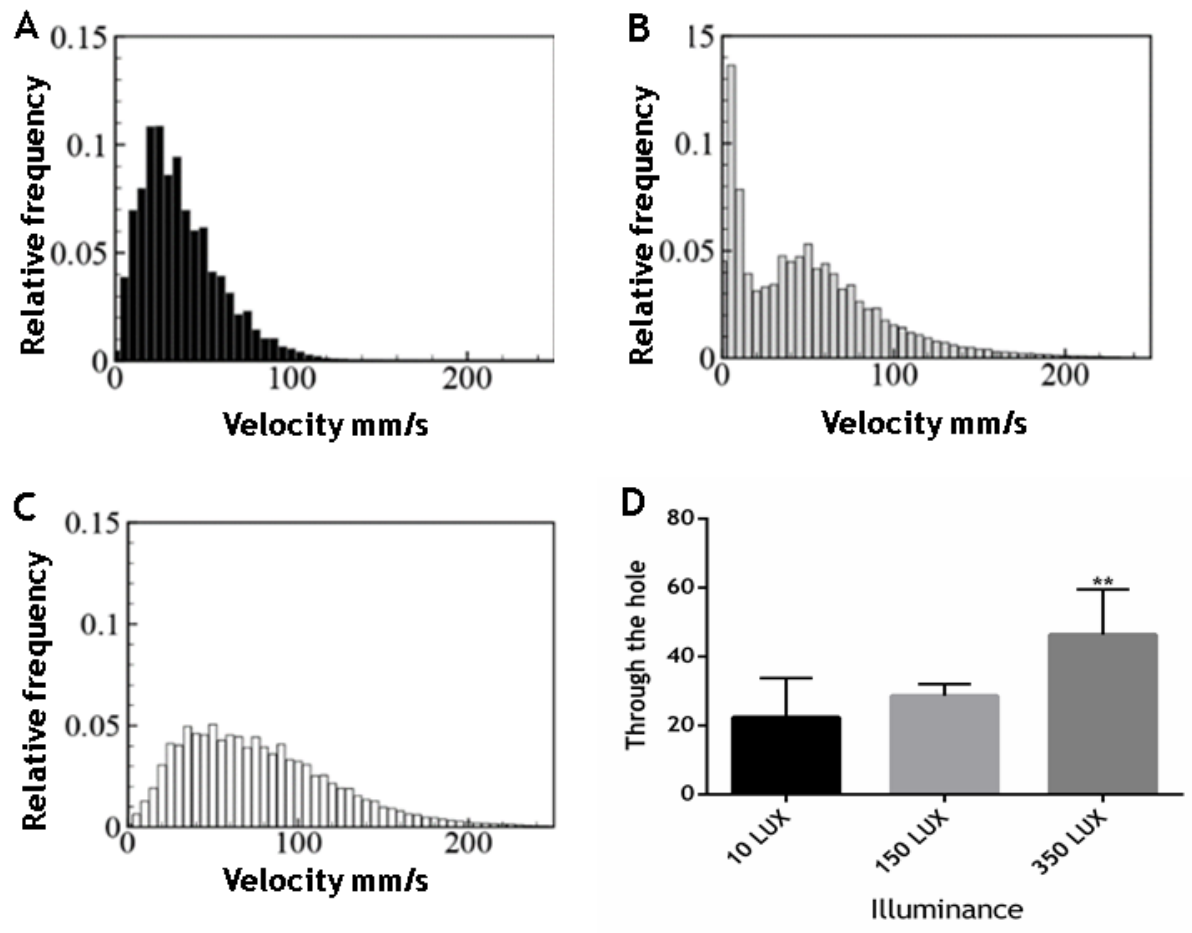 A
0.15
0.1
0.05
0
0 100 200
Relative frequency
Velocity mm/s
B
15
0.1
0.05
0
0 100 200
Relative frequency
Velocity mm/s
C
0.15
0.1
0.05
0
0 100 200
Relative frequency
Velocity mm/s
D
80
60
40
20
0
Through the hole
**
10 LUX
150 LUX
350 LUX
Illuminance